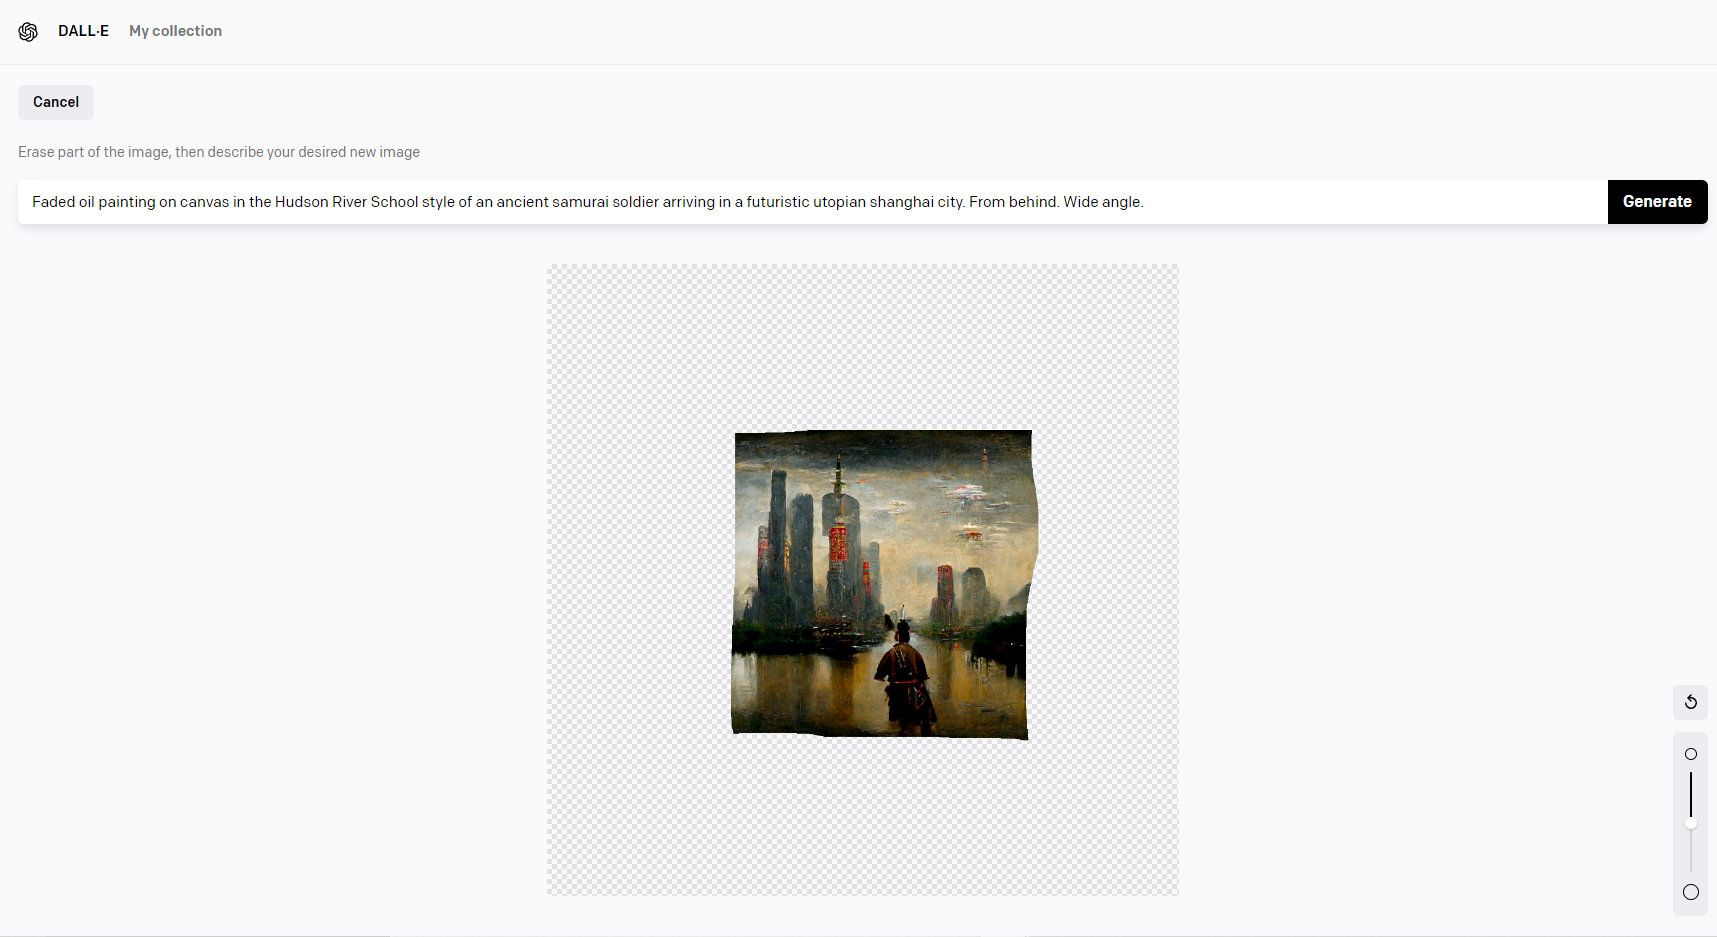 DALL·E My collection
Cancel
Erase part of the image, then describe your desired new image
Faded oil painting on canvas in the Hudson River School style of an ancient samurai soldier arriving in a futuristic utopian shanghai city. From behind. Wide angle.
Generate